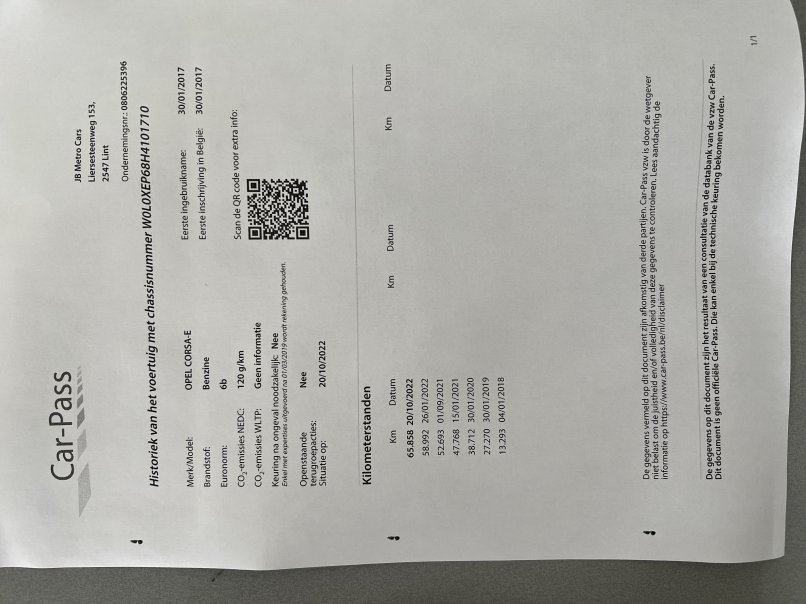 Car-Pass
JB Metro Cars
Liersesteenweg 153,
2547 Lint
Ondernemingsnr.: 0806225396
Historiek van het voertuig met chassisnummer W0L0XEP68H4101710
Merk/Model: OPEL CORSA-E
Brandstof: Benzine
Euronorm: 6b
CO₂-emissies NEDC: 120 g/km
CO₂-emissies WLTP: Geen informatie
Keuring na ongeval noodzakelijk: Nee
Enkel met expertises uitgevoerd na 01/03/2019 wordt rekening gehouden.
Openstaande Nee
terugroepacties:
Situatie op: 20/10/2022
Eerste ingebruikname: 30/01/2017
Eerste inschrijving in België: 30/01/2017
Scan de QR code voor extra info:
Kilometerstanden
Km Datum Km Datum Km Datum
65.858 20/10/2022
58.992 26/01/2022
52.693 01/09/2021
47.768 15/01/2021
38.712 30/01/2020
27.270 30/01/2019
13.293 04/01/2018
De gegevens vermeld op dit document zijn afkomstig van derde partijen. Car-Pass vzw is door de wetgever
niet belast om de juistheid en/of volledigheid van deze gegevens te controleren. Lees aandachtig de
informatie op https://www.car-pass.be/nl/disclaimer
De gegevens op dit document zijn het resultaat van een consultatie van de databank van de vzw Car-Pass.
Dit document is geen officiële Car-Pass. Die kan enkel bij de technische keuring bekomen worden.
1/1